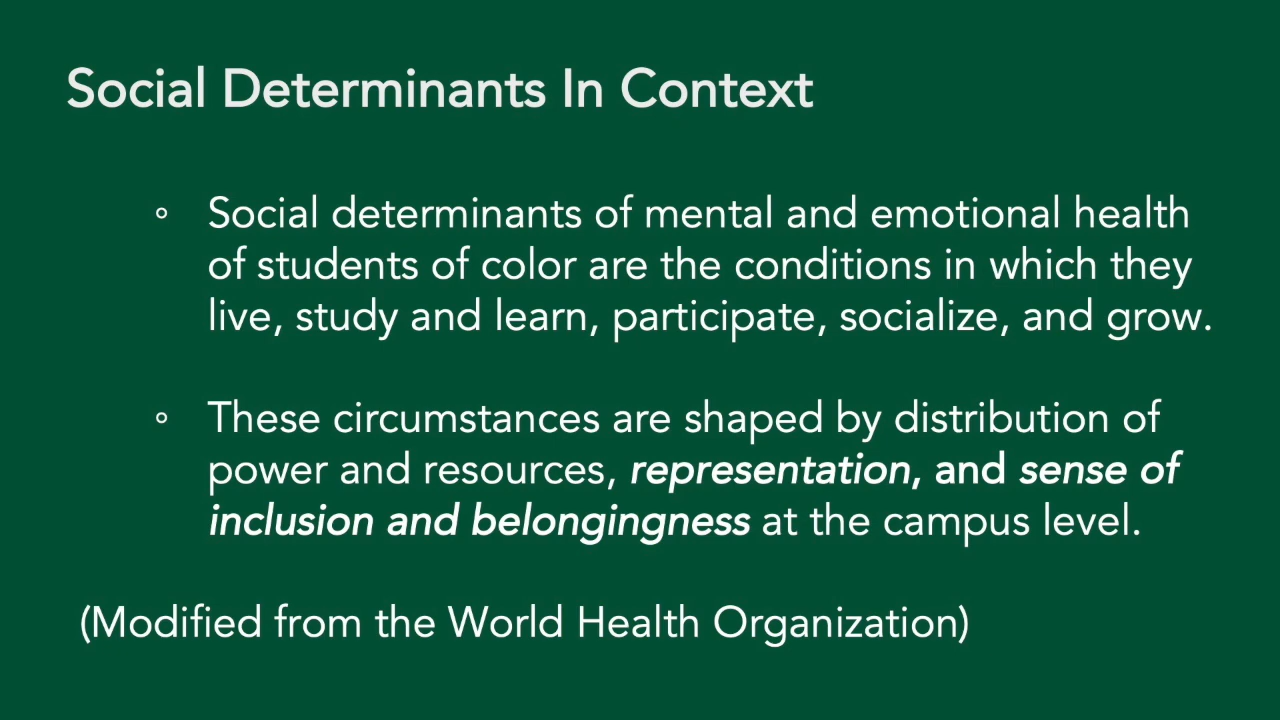 Social Determinants In Context
◦ Social determinants of mental and emotional health
of students of color are the conditions in which they
live, study and learn, participate, socialize, and grow.
◦ These circumstances are shaped by distribution of
power and resources, representation, and sense of
inclusion and belongingness at the campus level.
(Modified from the World Health Organization)